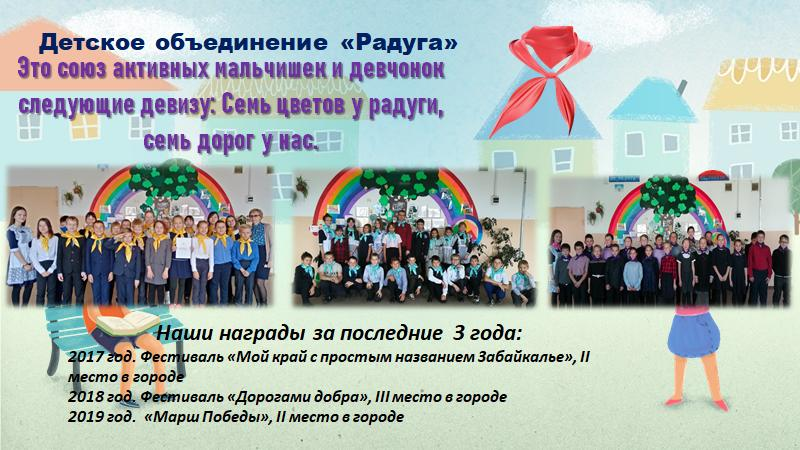 Детское объединение «Радуга»
Это союз активных мальчишек и девчонок
следующие девизу: Семь цветов у радуги,
семь дорог у нас.
Наши награды за последние 3 года:
2017 год. Фестиваль «Мой край с простым названием Забайкалье», II
место в городе
2018 год. Фестиваль «Дорогами добра», III место в городе
2019 год. «Марш Победы», II место в городе